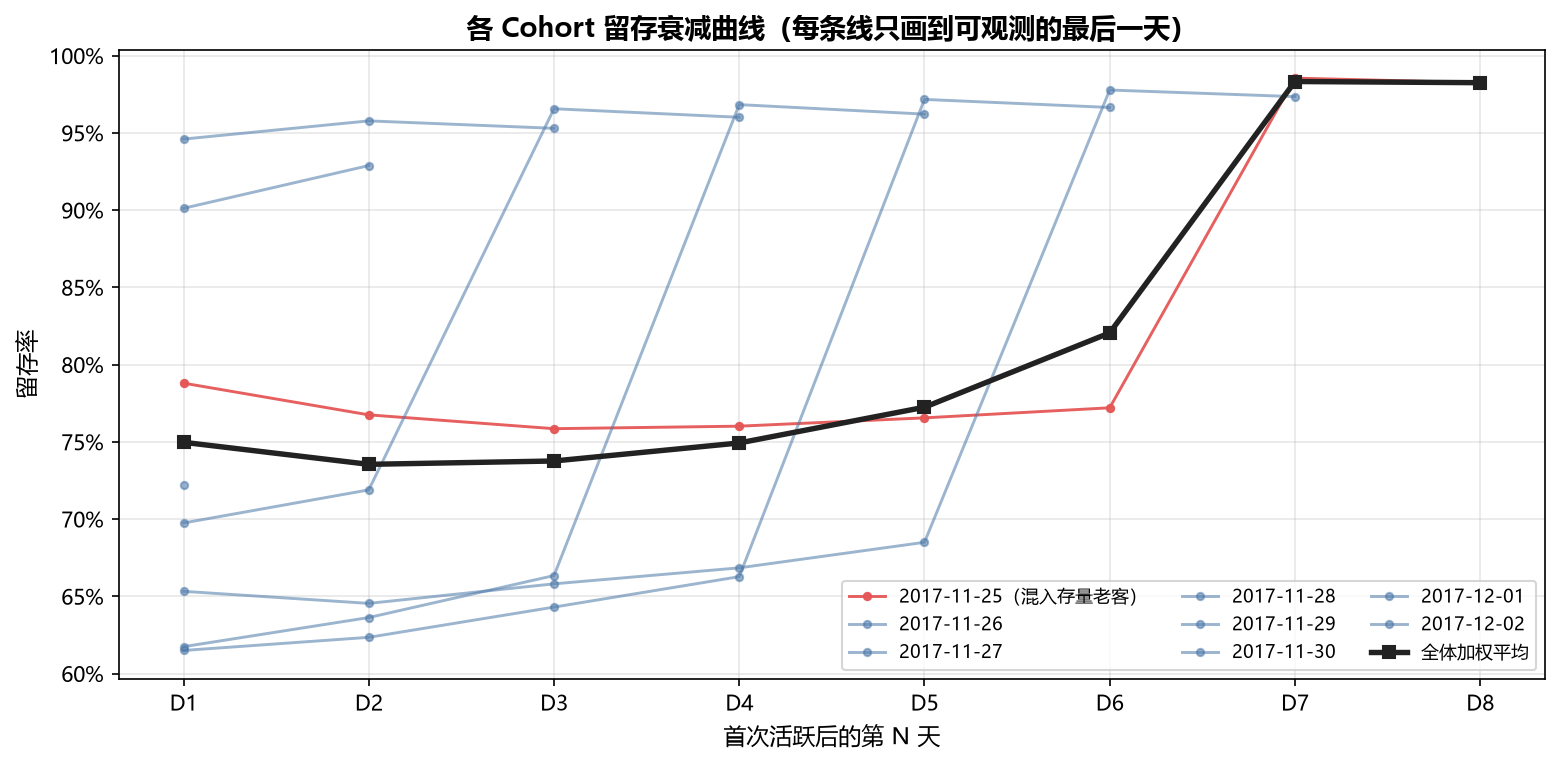 各 Cohort 留存衰减曲线（每条线只画到可观测的最后一天）
100%
95%
90%
85%
80%
75%
70%
65%
60%
留存率
D1 D2 D3 D4 D5 D6 D7 D8
首次活跃后的第 N 天
2017-11-25（混入存量老客）
2017-11-26
2017-11-27
2017-11-28
2017-11-29
2017-11-30
2017-12-01
2017-12-02
全体加权平均